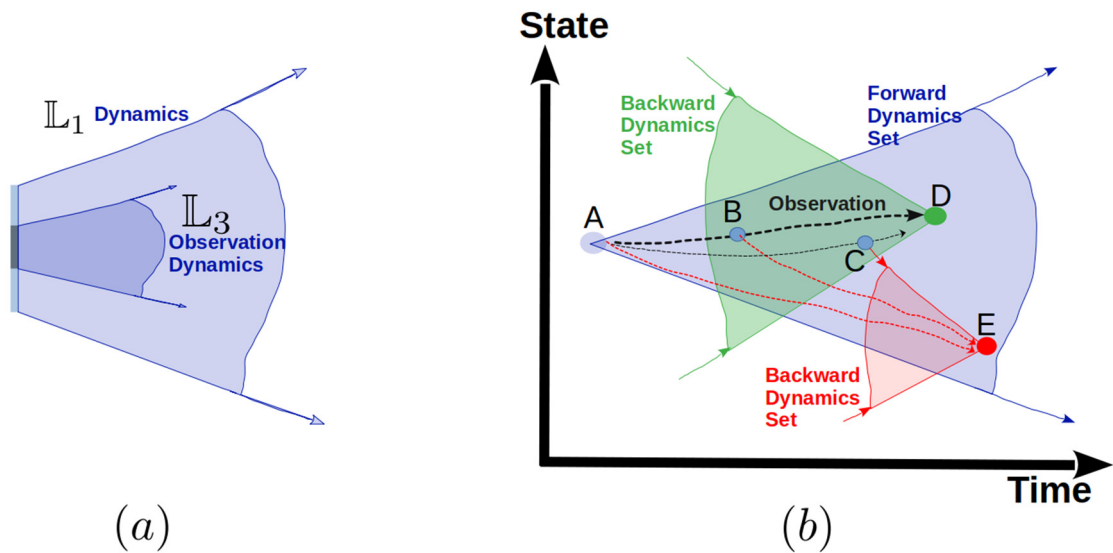 𝕃₁ Dynamics
𝕃₃
Observation
Dynamics
(a)
State
Backward
Dynamics
Set
Forward
Dynamics
Set
A
B
Observation
D
C
E
Backward
Dynamics
Set
Time
(b)